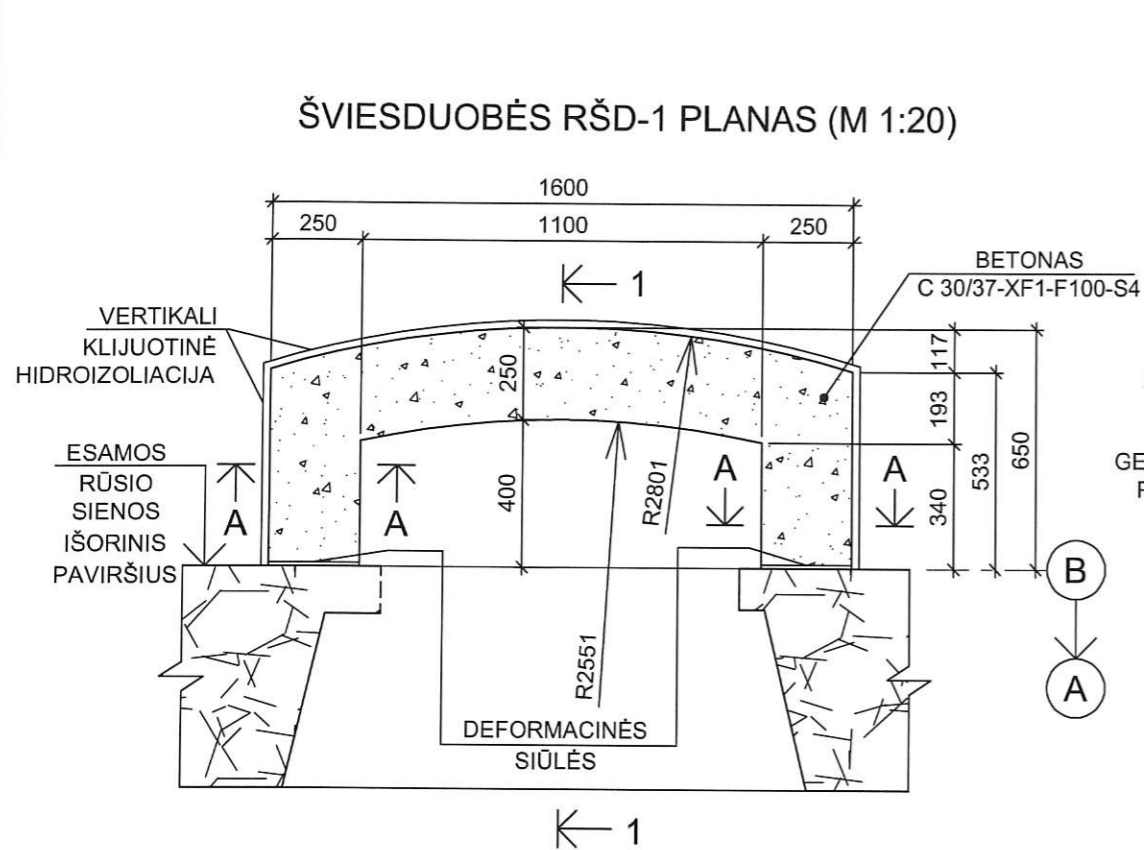 ŠVIESDUOBĖS RŠD-1 PLANAS (M 1:20)
1600
250
1100
250
1
BETONAS
C 30/37-XF1-F100-S4
VERTIKALI
KLIJUOTINĖ
HIDROIZOLIACIJA
250
117
193
650
533
ESAMOS
RŪSIO
SIENOS
IŠORINIS
PAVIRŠIUS
A
A
A
A
400
R2801
340
GE
B
R2551
A
DEFORMACINĖS
SIŪLĖS
1